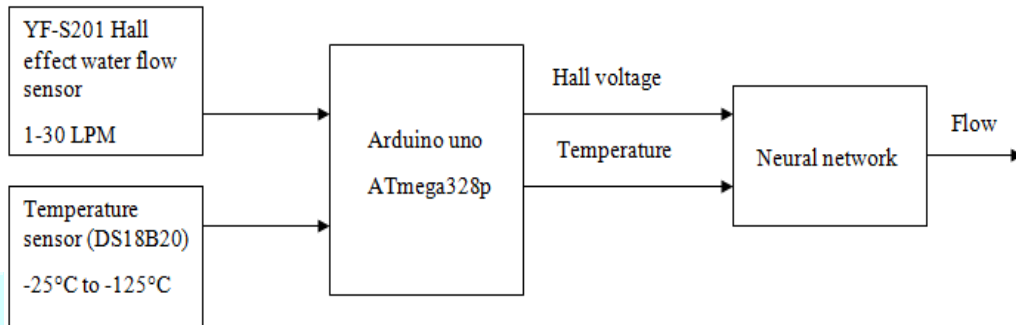 YF-S201 Hall
effect water flow
sensor
1-30 LPM
Temperature
sensor (DS18B20)
-25°C to -125°C
Arduino uno
ATmega328p
Hall voltage
Temperature
Neural network
Flow